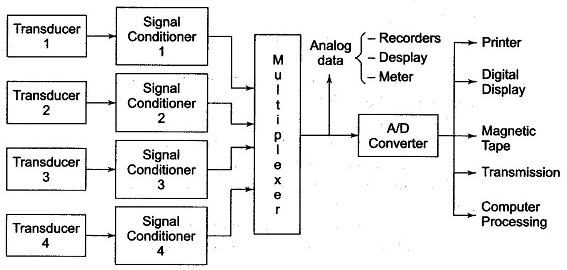 Transducer
1
Signal
Conditioner
1
Transducer
2
Signal
Conditioner
2
Transducer
3
Signal
Conditioner
3
Transducer
4
Signal
Conditioner
4
Multiplexer
Analog
data
– Recorders
– Desplay
– Meter
A/D
Converter
Printer
Digital
Display
Magnetic
Tape
Transmission
Computer
Processing